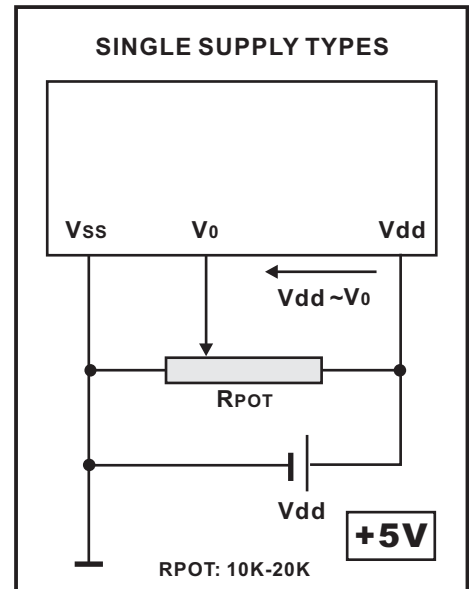 SINGLE SUPPLY TYPES
Vss V0 Vdd
Vdd ~V0
RPOT
Vdd
+5V
RPOT: 10K-20K